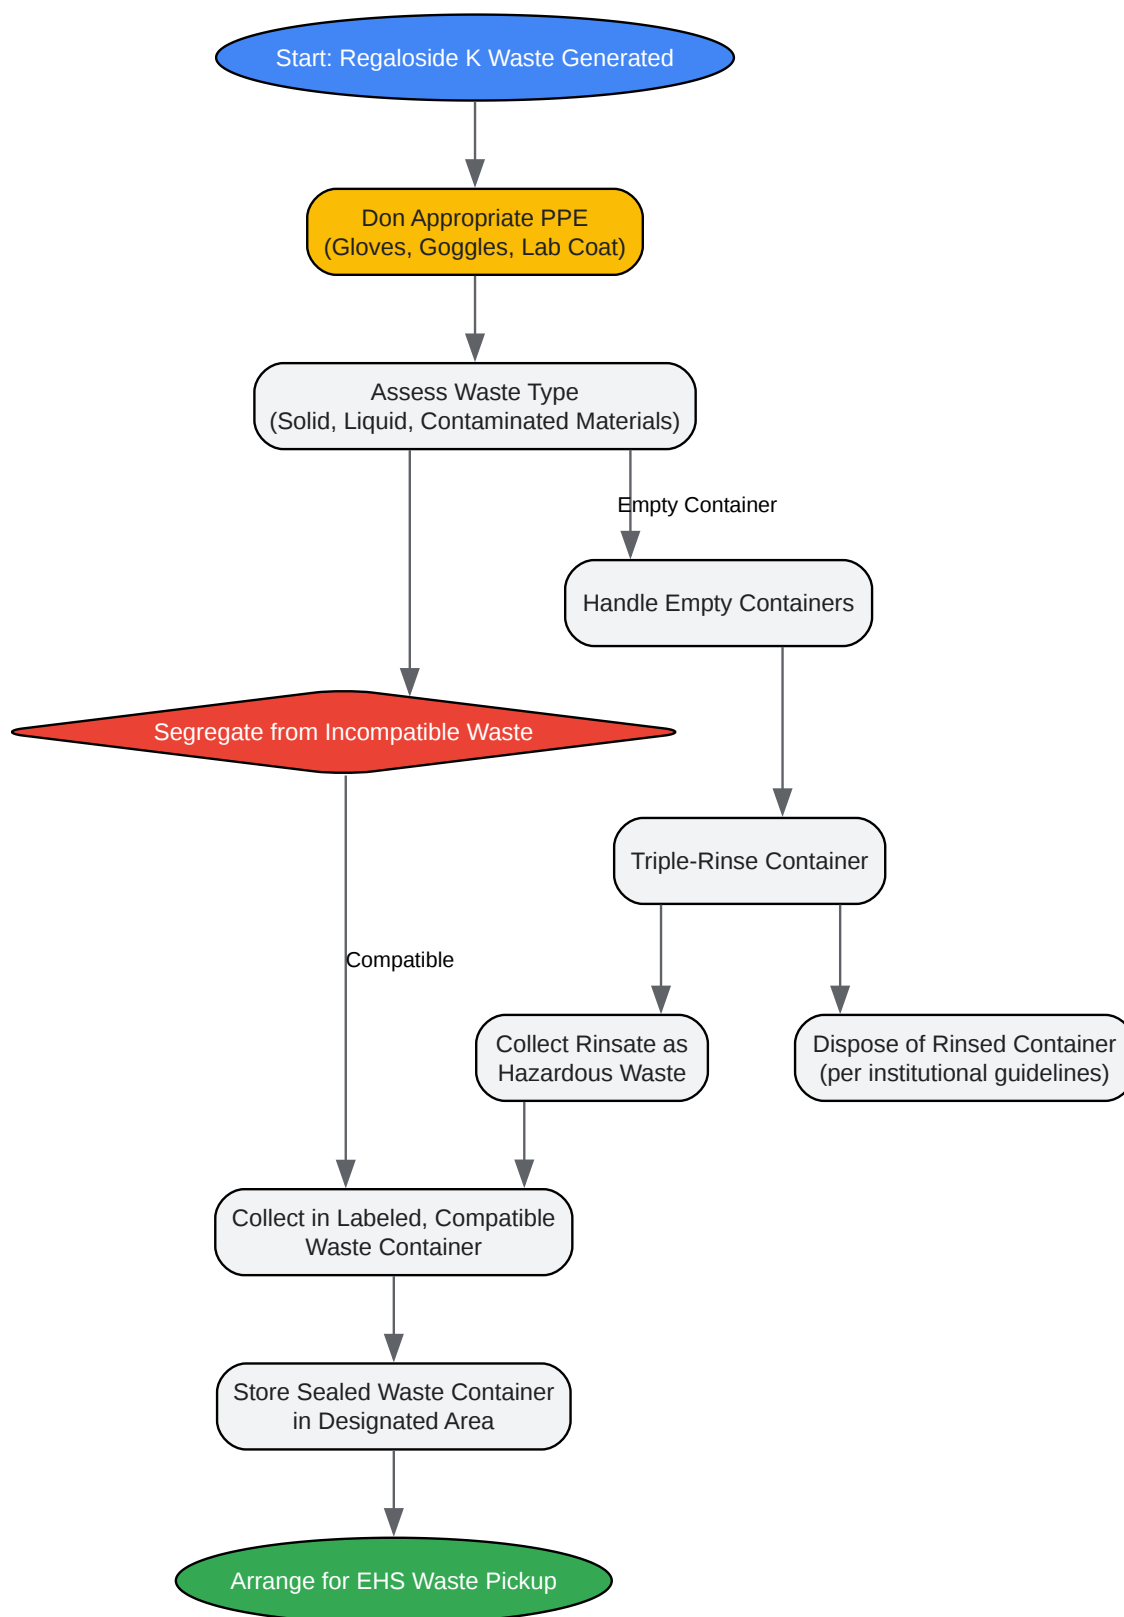 Start: Regaloside K Waste Generated
Don Appropriate PPE
(Gloves, Goggles, Lab Coat)
Assess Waste Type
(Solid, Liquid, Contaminated Materials)
Empty Container
Handle Empty Containers
Segregate from Incompatible Waste
Triple-Rinse Container
Compatible
Collect Rinsate as
Hazardous Waste
Dispose of Rinsed Container
(per institutional guidelines)
Collect in Labeled, Compatible
Waste Container
Store Sealed Waste Container
in Designated Area
Arrange for EHS Waste Pickup